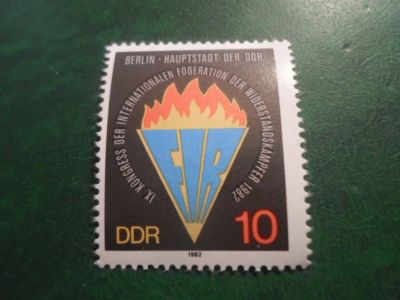 BERLIN · HAUPTSTADT DER DDR
IX. KONGRESS DER INTERNATIONALEN FÖDERATION DER WIDERSTANDSKÄMPFER 1982
FIR
DDR 10
1982